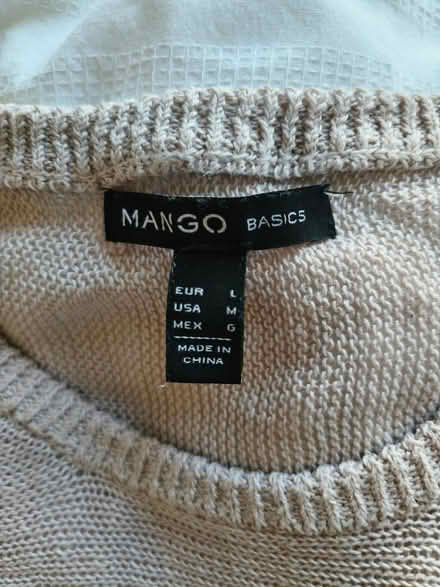 MANGO BASICS
EUR L
USA M
MEX G
MADE IN
CHINA